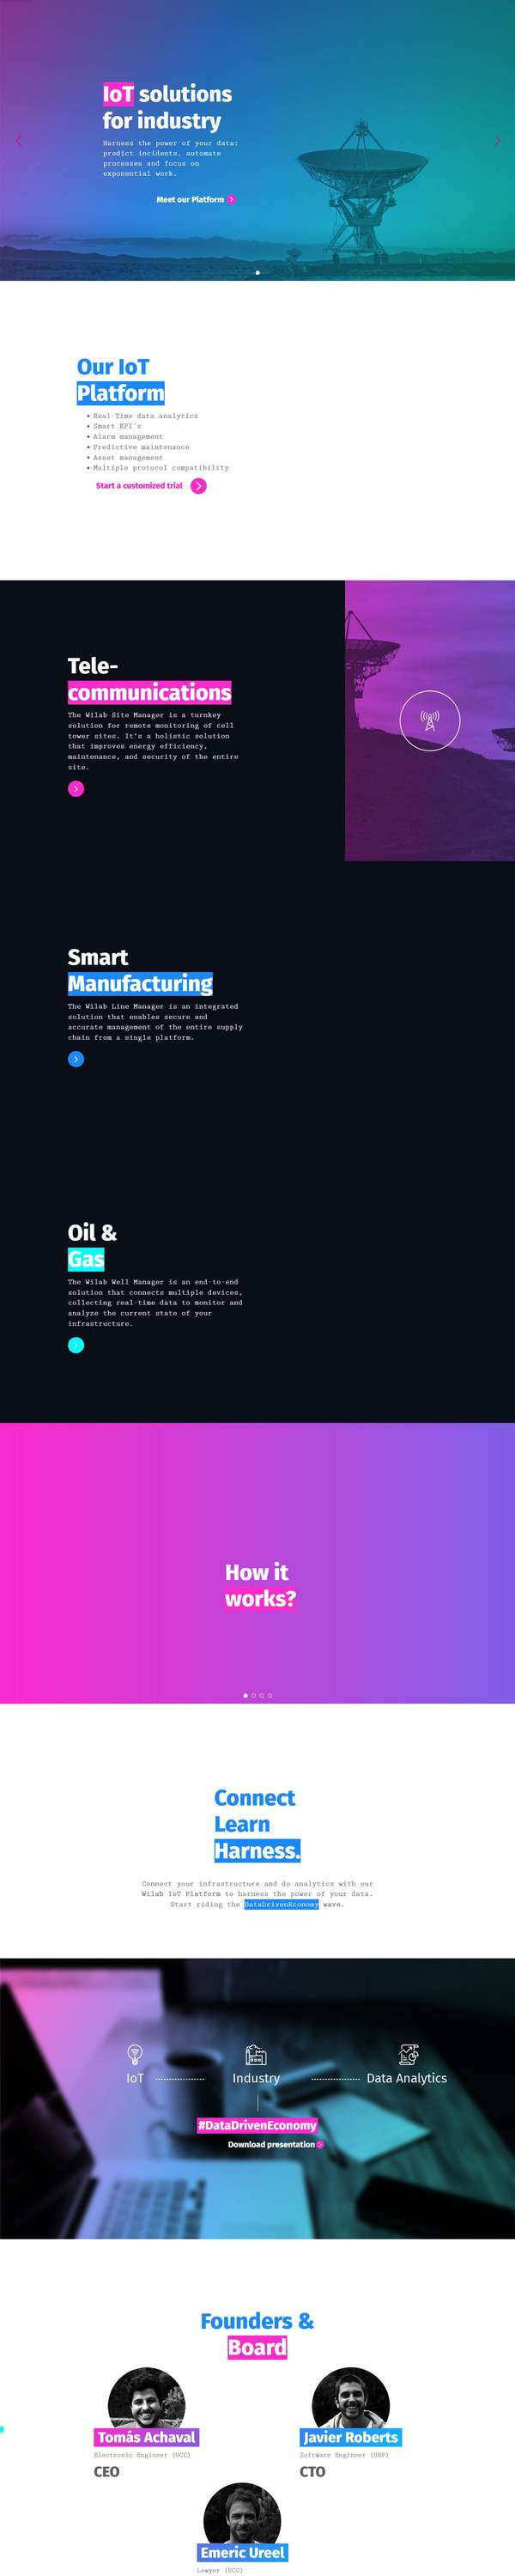 IoT solutions
for industry
Harness the power of your data:
predict incidents, automate
processes and focus on
exponential work.
Meet our Platform
Our IoT
Platform
Real-Time data analytics
Smart KPI's
Alarm management
Predictive maintenance
Asset management
Multiple protocol compatibility
Start a customized trial
Tele-
communications
The Wilab Site Manager is a turnkey
solution for remote monitoring of cell
tower sites. It's a holistic solution
that improves energy efficiency,
maintenance, and security of the entire
site.
Smart
Manufacturing
The Wilab Line Manager is an integrated
solution that enables secure and
accurate management of the entire supply
chain from a single platform.
Oil &
Gas
The Wilab Well Manager is an end-to-end
solution that connects multiple devices,
collecting real-time data to monitor and
analyze the current state of your
infrastructure.
How it
works?
Connect
Learn
Harness.
Connect your infrastructure and do analytics with our
Wilab IoT Platform to harness the power of your data.
Start riding the DataDrivenEconomy wave.
IoT Industry Data Analytics
#DataDrivenEconomy
Download presentation
Founders &
Board
Tomás Achaval
Electronic Engineer (UCC)
CEO
Javier Roberts
Software Engineer (UBP)
CTO
Emeric Ureel
Lawyer (UCC)